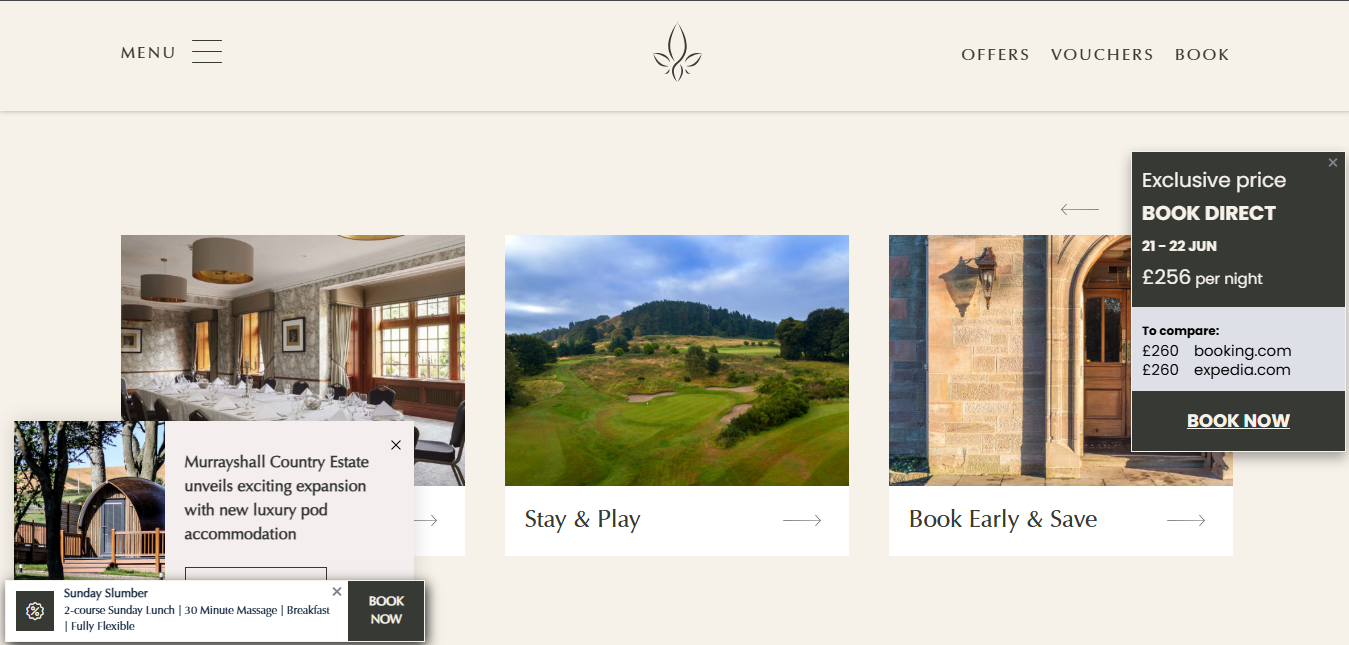 MENU
OFFERS VOUCHERS BOOK
Exclusive price
BOOK DIRECT
21 - 22 JUN
£256 per night
To compare:
£260 booking.com
£260 expedia.com
BOOK NOW
Stay & Play
Book Early & Save
Murrayshall Country Estate
unveils exciting expansion
with new luxury pod
accommodation
Sunday Slumber
2-course Sunday Lunch | 30 Minute Massage | Breakfast
| Fully Flexible
BOOK
NOW